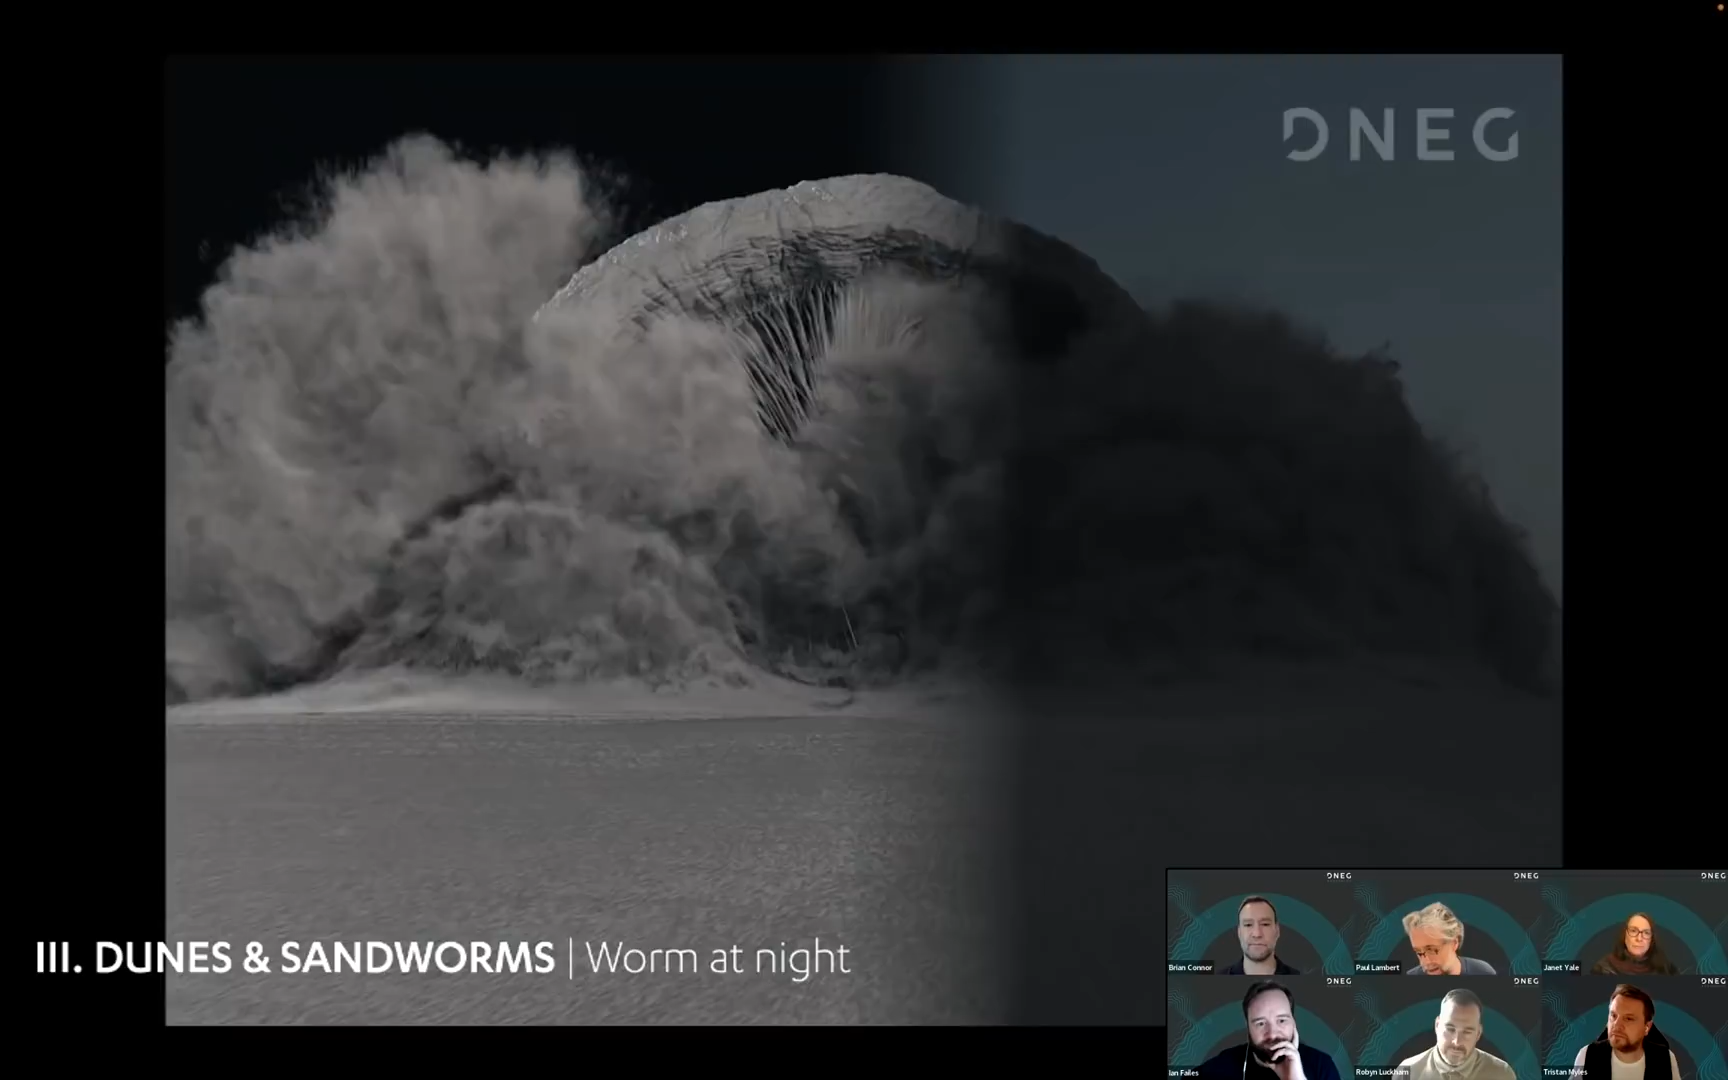 DNEG
III. DUNES & SANDWORMS | Worm at night
DNEG
DNEG
DNEG
Brian Connor
Paul Lambert
Janet Yale
DNEG
DNEG
DNEG
Ian Failes
Robyn Luckham
Tristan Myles